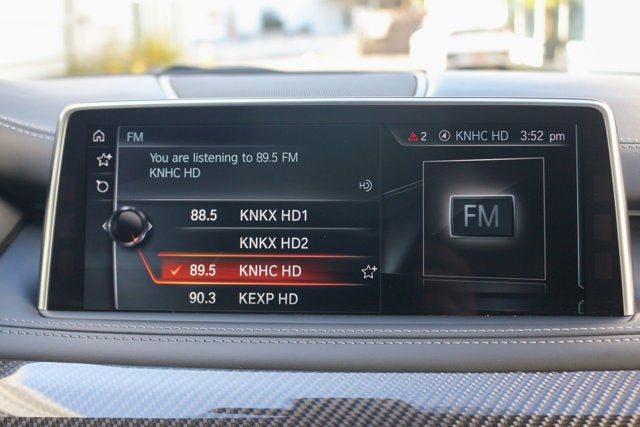 FM
2 KNHC HD 3:52 pm
You are listening to 89.5 FM
KNHC HD
HD
88.5 KNKX HD1
KNKX HD2
89.5 KNHC HD
90.3 KEXP HD
FM